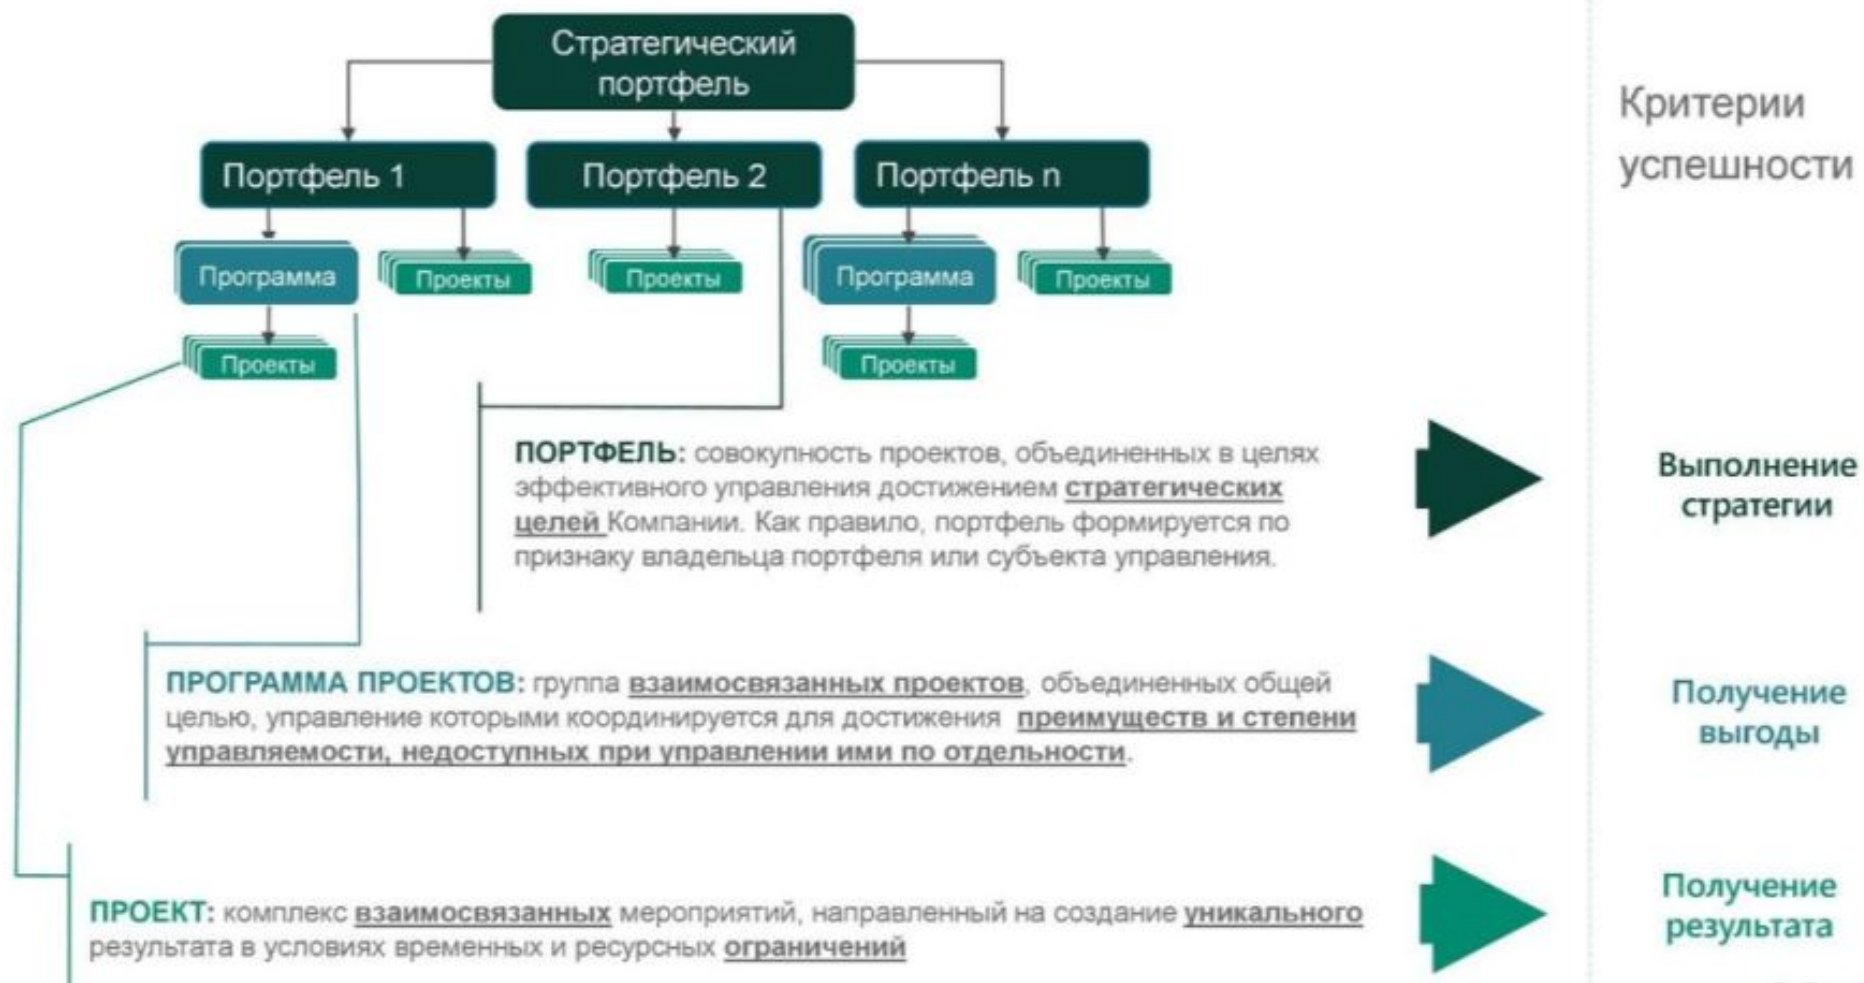 Стратегический
портфель
Критерии
успешности
Портфель 1
Портфель 2
Портфель n
Программа
Проекты
Проекты
Программа
Проекты
Проекты
Проекты
ПОРТФЕЛЬ: совокупность проектов, объединенных в целях
эффективного управления достижением стратегических
целей Компании. Как правило, портфель формируется по
признаку владельца портфеля или субъекта управления.
Выполнение
стратегии
ПРОГРАММА ПРОЕКТОВ: группа взаимосвязанных проектов, объединенных общей
целью, управление которыми координируется для достижения преимуществ и степени
управляемости, недоступных при управлении ими по отдельности.
Получение
выгоды
ПРОЕКТ: комплекс взаимосвязанных мероприятий, направленный на создание уникального
результата в условиях временных и ресурсных ограничений
Получение
результата